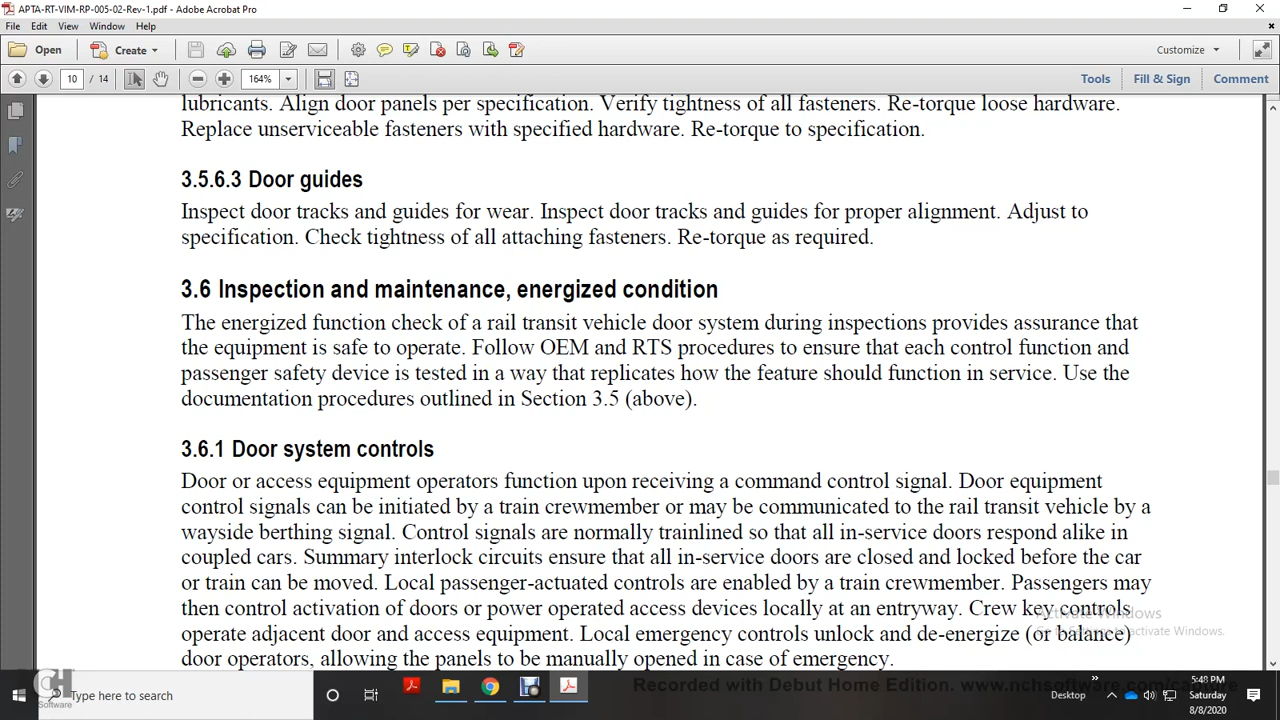 APTA-RT-VIM-RP-005-02-Rev-1.pdf - Adobe Acrobat Pro
File Edit View Window Help
Open Create Customize
10 / 14 164% Tools Fill & Sign Comment
lubricants. Align door panels per specification. Verify tightness of all fasteners. Re-torque loose hardware.
Replace unserviceable fasteners with specified hardware. Re-torque to specification.
3.5.6.3 Door guides
Inspect door tracks and guides for wear. Inspect door tracks and guides for proper alignment. Adjust to
specification. Check tightness of all attaching fasteners. Re-torque as required.
3.6 Inspection and maintenance, energized condition
The energized function check of a rail transit vehicle door system during inspections provides assurance that
the equipment is safe to operate. Follow OEM and RTS procedures to ensure that each control function and
passenger safety device is tested in a way that replicates how the feature should function in service. Use the
documentation procedures outlined in Section 3.5 (above).
3.6.1 Door system controls
Door or access equipment operators function upon receiving a command control signal. Door equipment
control signals can be initiated by a train crewmember or may be communicated to the rail transit vehicle by a
wayside berthing signal. Control signals are normally trainlined so that all in-service doors respond alike in
coupled cars. Summary interlock circuits ensure that all in-service doors are closed and locked before the car
or train can be moved. Local passenger-actuated controls are enabled by a train crewmember. Passengers may
then control activation of doors or power operated access devices locally at an entryway. Crew key controls
Activate Windows
operate adjacent door and access equipment. Local emergency controls unlock and de-energize (or balance)
Go to Settings to activate Windows.
door operators, allowing the panels to be manually opened in case of emergency.
Recorded with Debut Home Edition. www.nchsoftware.com/capture
NCH
Software
Type here to search
Desktop
5:48 PM
Saturday
8/8/2020